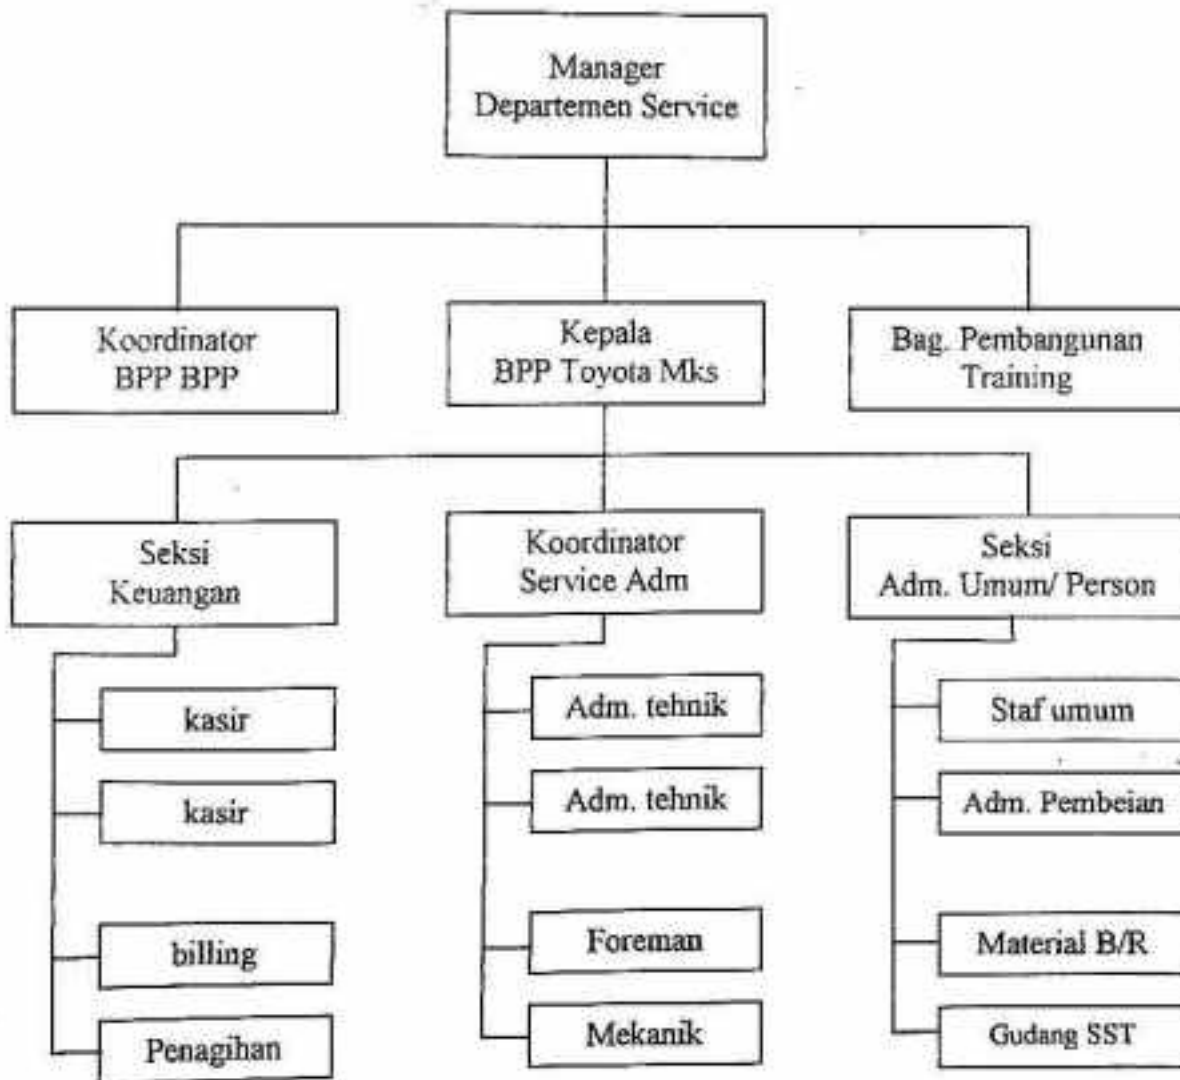 Manager
Departemen Service
Koordinator
BPP BPP
Kepala
BPP Toyota Mks
Bag. Pembangunan
Training
Seksi
Keuangan
Koordinator
Service Adm
Seksi
Adm. Umum/ Person
kasir
Adm. tehnik
Staf umum
kasir
Adm. tehnik
Adm. Pembeian
billing
Foreman
Material B/R
Penagihan
Mekanik
Gudang SST